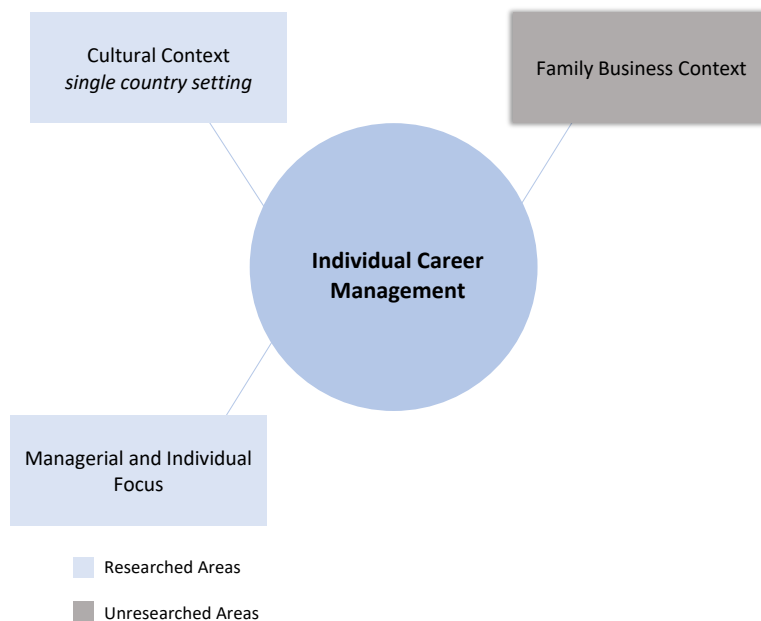 Cultural Context
single country setting
Family Business Context
Individual Career
Management
Managerial and Individual
Focus
Researched Areas
Unresearched Areas